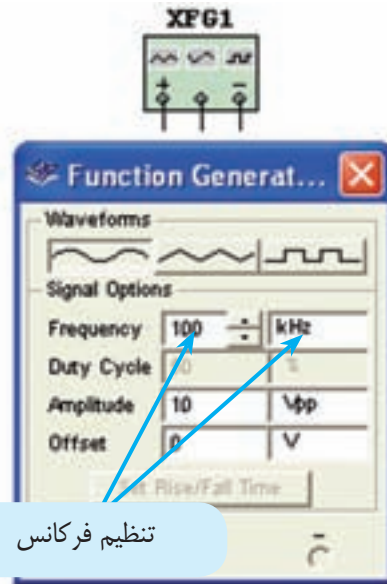 XFG1
Function Generat...
Waveforms
Signal Options
Frequency 100 kHz
Duty Cycle %
Amplitude 10 Vpp
Offset 0 V
Rise/Fall Time
تنظیم فرکانس